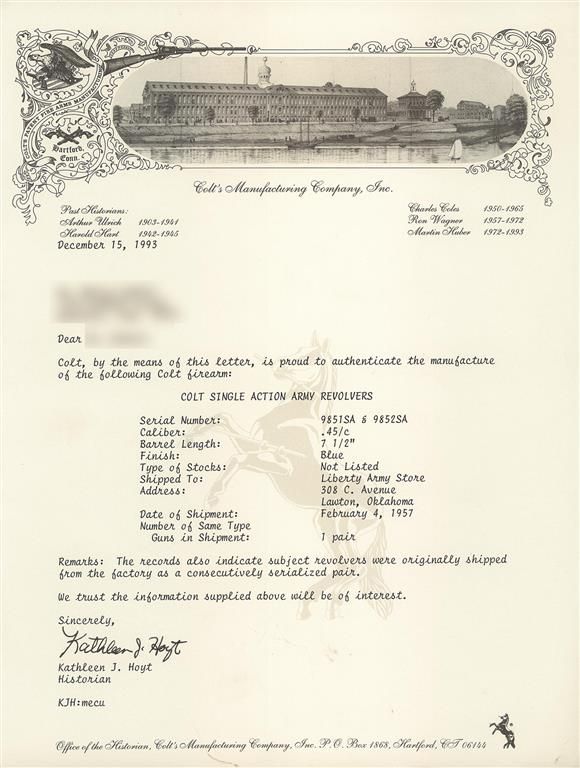 COLT'S PATENT FIRE ARMS MANUFACTURING
Hartford,
Conn.
Colt's Manufacturing Company, Inc.
Past Historians:
Arthur Ulrich 1903-1941
Harold Hart 1942-1945
Charles Coles 1950-1965
Ron Wagner 1957-1972
Martin Huber 1972-1993
December 15, 1993
Dear
Colt, by the means of this letter, is proud to authenticate the manufacture
of the following Colt firearm:
COLT SINGLE ACTION ARMY REVOLVERS
Serial Number: 9851SA & 9852SA
Caliber: .45/c
Barrel Length: 7 1/2"
Finish: Blue
Type of Stocks: Not Listed
Shipped To: Liberty Army Store
Address: 308 C. Avenue
Lawton, Oklahoma
Date of Shipment: February 4, 1957
Number of Same Type
Guns in Shipment: 1 pair
Remarks: The records also indicate subject revolvers were originally shipped
from the factory as a consecutively serialized pair.
We trust the information supplied above will be of interest.
Sincerely,
Kathleen J. Hoyt
Kathleen J. Hoyt
Historian
KJH:mecu
Office of the Historian, Colt's Manufacturing Company, Inc. P.O. Box 1868, Hartford, CT 06144